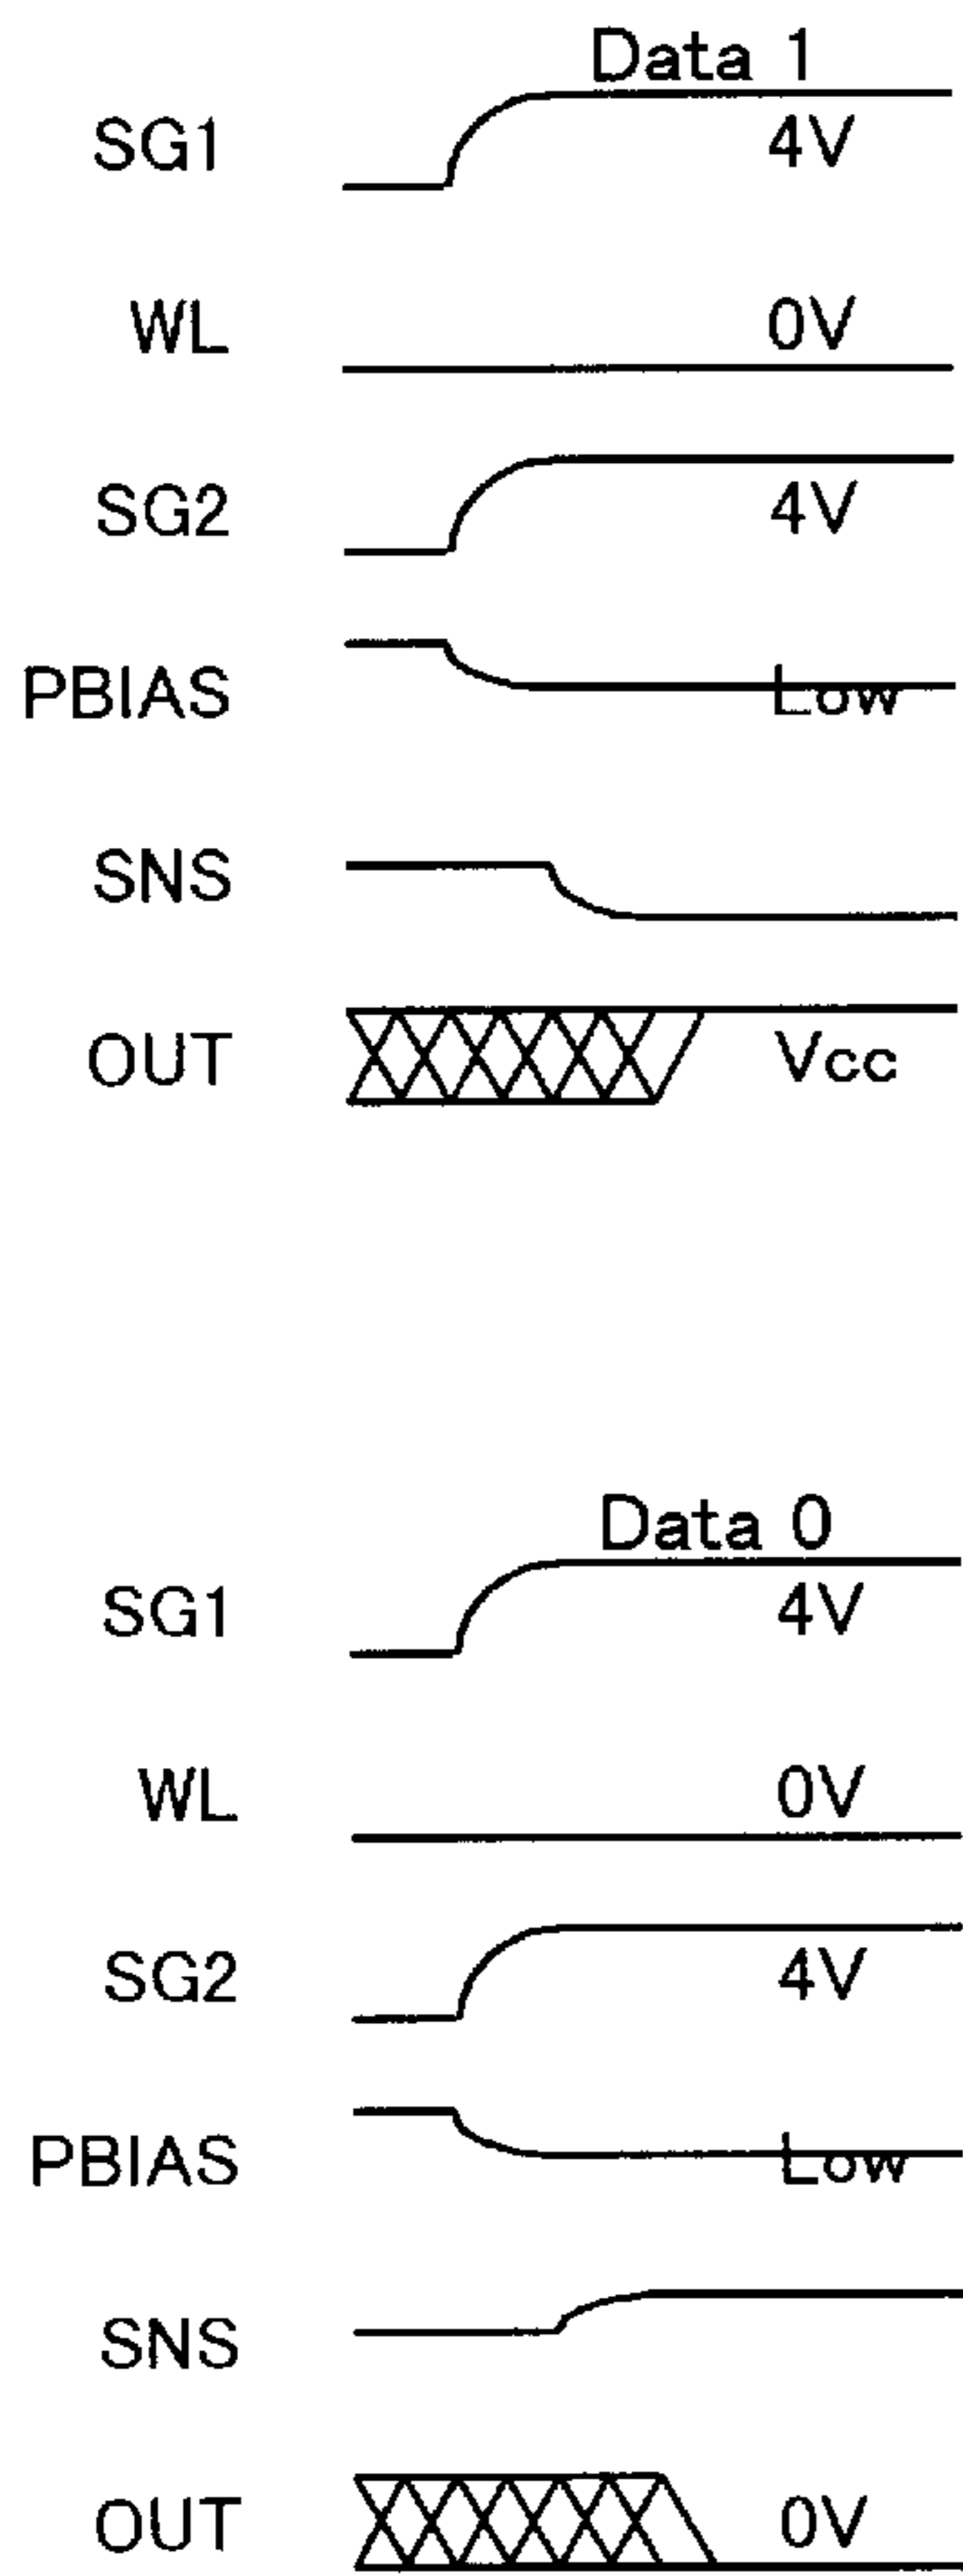 Data 1
SG1 4V
WL 0V
SG2 4V
PBIAS Low
SNS
OUT Vcc
Data 0
SG1 4V
WL 0V
SG2 4V
PBIAS Low
SNS
OUT 0V